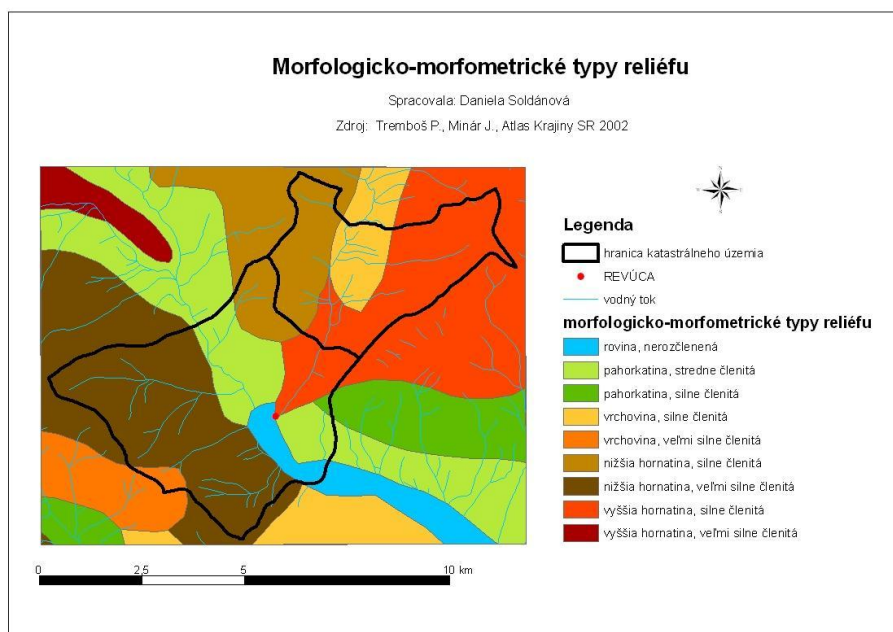 Morfologicko-morfometrické typy reliéfu
Spracovala: Daniela Soldánová
Zdroj: Tremboš P., Minár J., Atlas Krajiny SR 2002
Legenda
hranica katastrálneho územia
REVÚCA
vodný tok
morfologicko-morfometrické typy reliéfu
rovina, nerozčlenená
pahorkatina, stredne členitá
pahorkatina, silne členitá
vrchovina, silne členitá
vrchovina, veľmi silne členitá
nižšia hornatina, silne členitá
nižšia hornatina, veľmi silne členitá
vyššia hornatina, silne členitá
vyššia hornatina, veľmi silne členitá
0 2,5 5 10 km